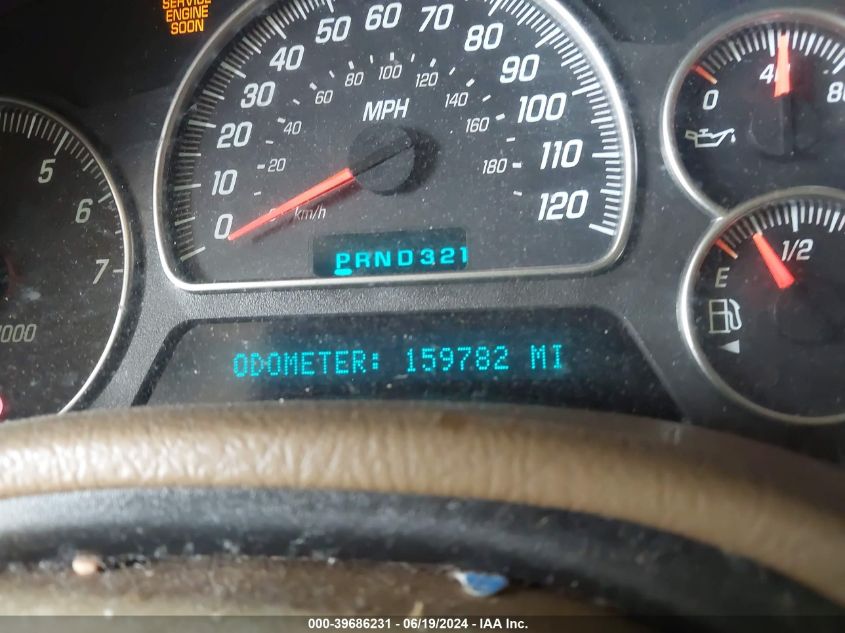 SERVICE
ENGINE
SOON
0 10 20 30 40 50 60 70 80 90 100 110 120
20 40 60 80 100 120 140 160 180
MPH
km/h
PRND321
ODOMETER: 159782 MI
5
6
7
000
0 40 80
E 1/2
000-39686231 - 06/19/2024 - IAA Inc.